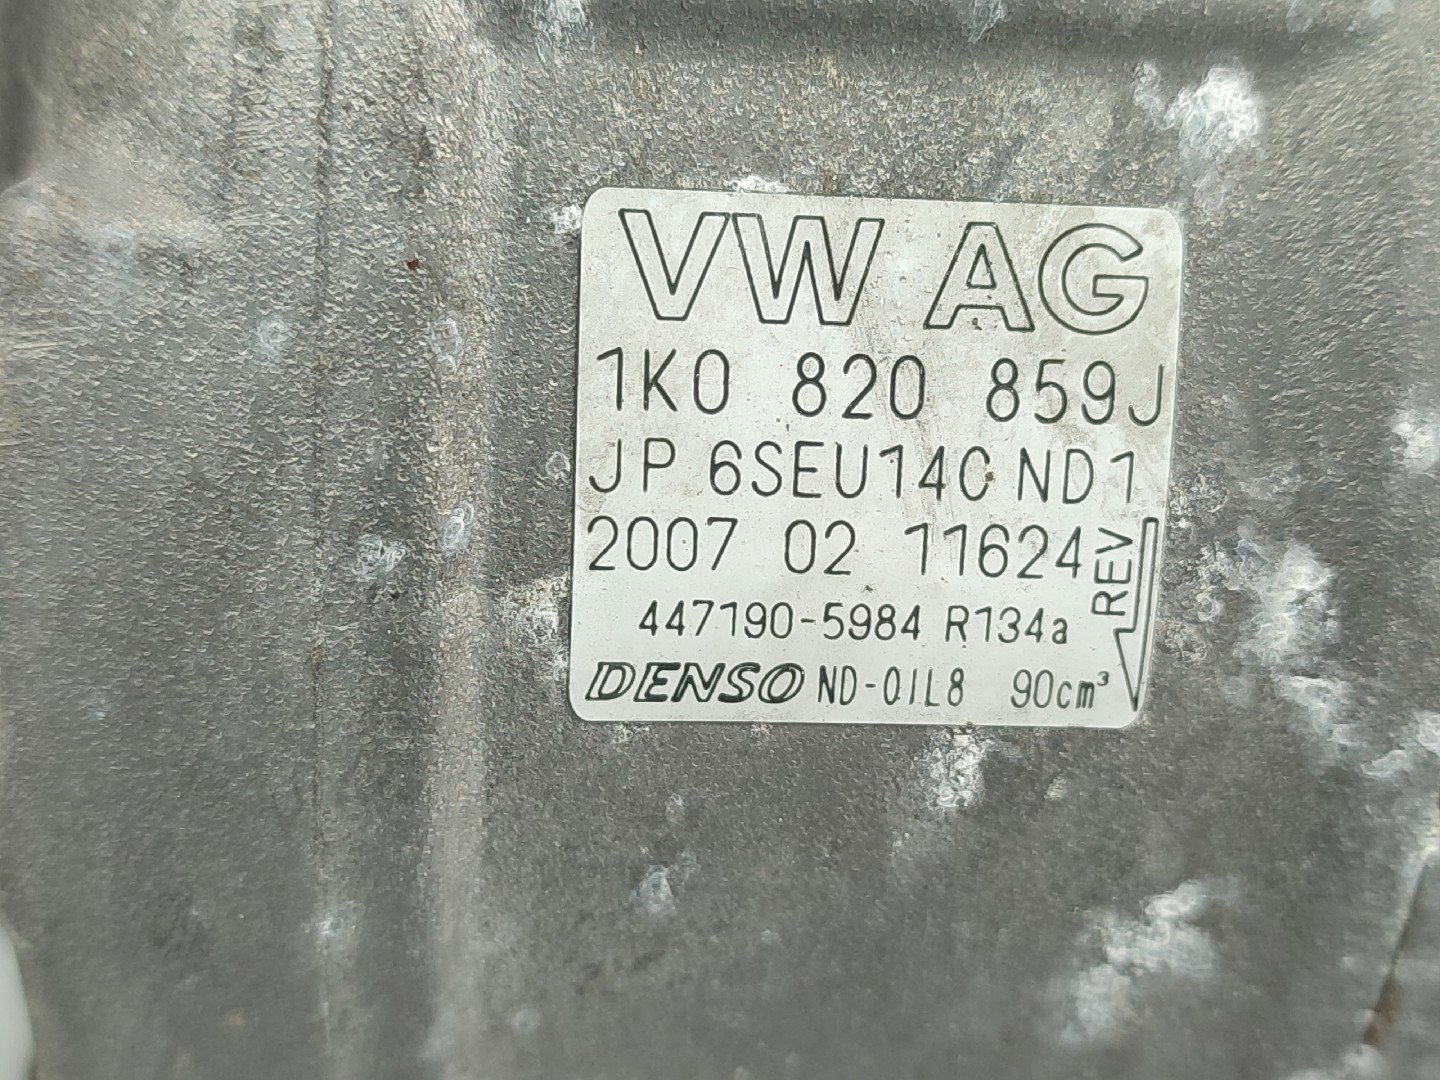 VW AG
1K0 820 859J
JP 6SEU14C ND1
2007 02 11624
REV
447190-5984 R134a
DENSO ND-OIL8 90cm³